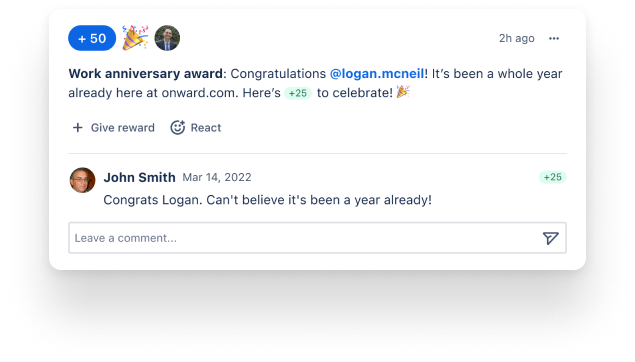 + 50
2h ago
Work anniversary award: Congratulations @logan.mcneil! It’s been a whole year
already here at onward.com. Here’s +25 to celebrate! 🎉
Give reward React
John Smith Mar 14, 2022 +25
Congrats Logan. Can't believe it's been a year already!
Leave a comment...